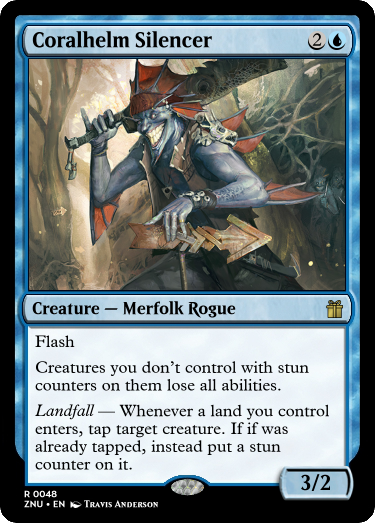 Coralhelm Silencer 2
Creature — Merfolk Rogue
Flash
Creatures you don't control with stun
counters on them lose all abilities.
Landfall — Whenever a land you control
enters, tap target creature. If if was
already tapped, instead put a stun
counter on it.
3/2
R 0048
ZNU • EN Travis Anderson